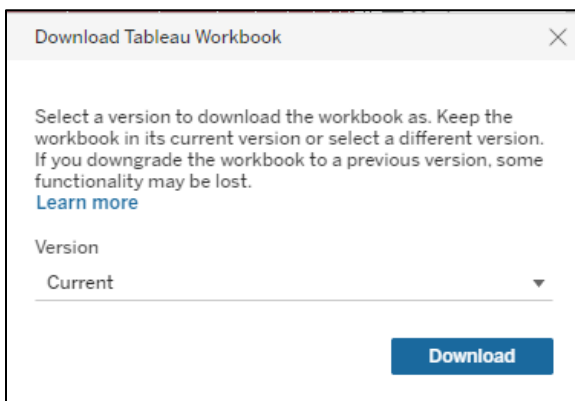 Download Tableau Workbook
Select a version to download the workbook as. Keep the
workbook in its current version or select a different version.
If you downgrade the workbook to a previous version, some
functionality may be lost.
Learn more
Version
Current
Download